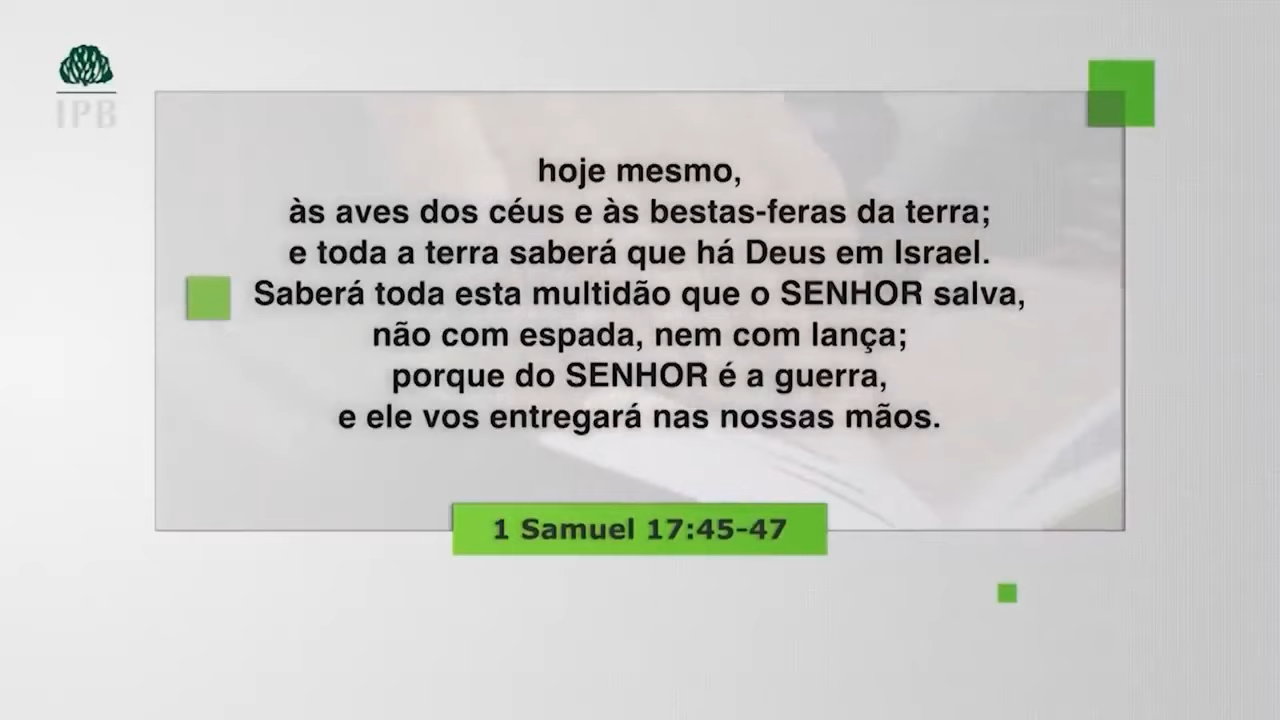 IPB
hoje mesmo,
às aves dos céus e às bestas-feras da terra;
e toda a terra saberá que há Deus em Israel.
Saberá toda esta multidão que o SENHOR salva,
não com espada, nem com lança;
porque do SENHOR é a guerra,
e ele vos entregará nas nossas mãos.
1 Samuel 17:45-47